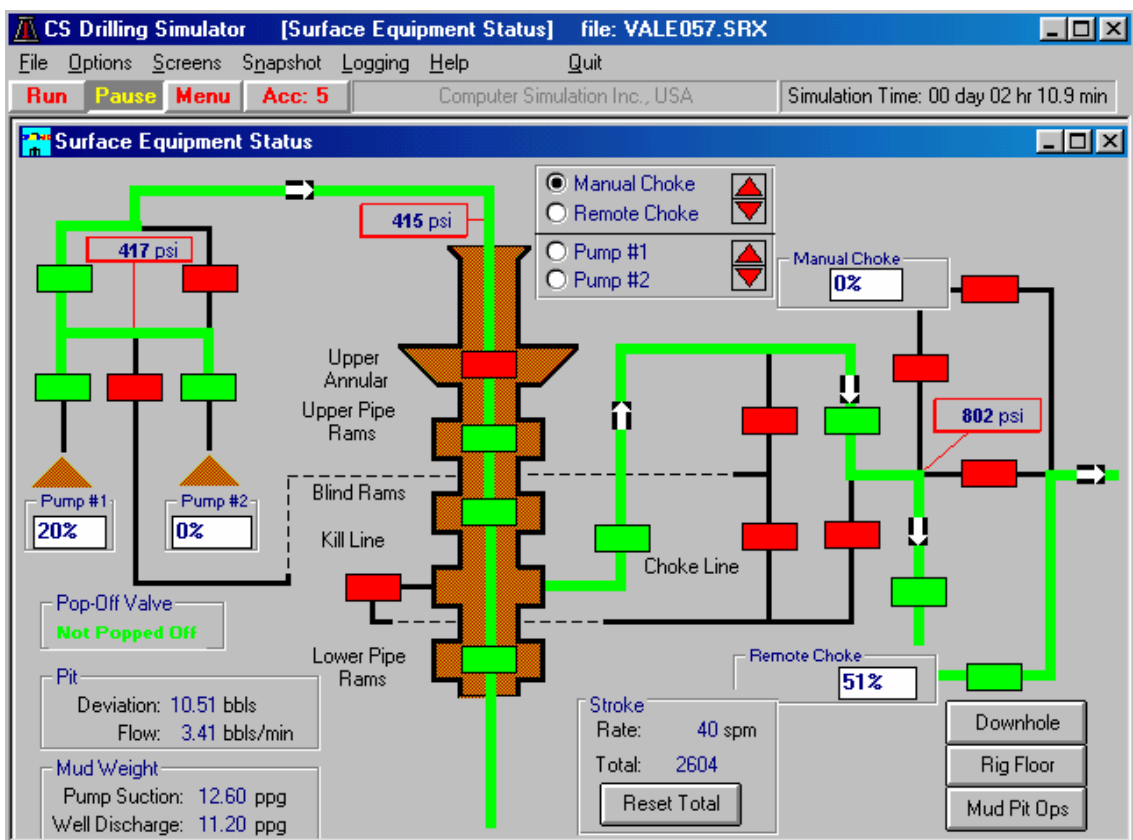 CS Drilling Simulator [Surface Equipment Status] file: VALE057.SRX
File Options Screens Snapshot Logging Help Quit
Run Pause Menu Acc: 5 Computer Simulation Inc., USA Simulation Time: 00 day 02 hr 10.9 min
Surface Equipment Status
Manual Choke
Remote Choke
Pump #1
Pump #2
415 psi
417 psi
Manual Choke
0%
Upper
Annular
Upper Pipe
Rams
802 psi
Blind Rams
Pump #1
20%
Pump #2
0%
Kill Line
Choke Line
Pop-Off Valve
Not Popped Off
Lower Pipe
Rams
Remote Choke
51%
Pit
Deviation: 10.51 bbls
Flow: 3.41 bbls/min
Stroke
Rate: 40 spm
Total: 2604
Reset Total
Downhole
Rig Floor
Mud Pit Ops
Mud Weight
Pump Suction: 12.60 ppg
Well Discharge: 11.20 ppg